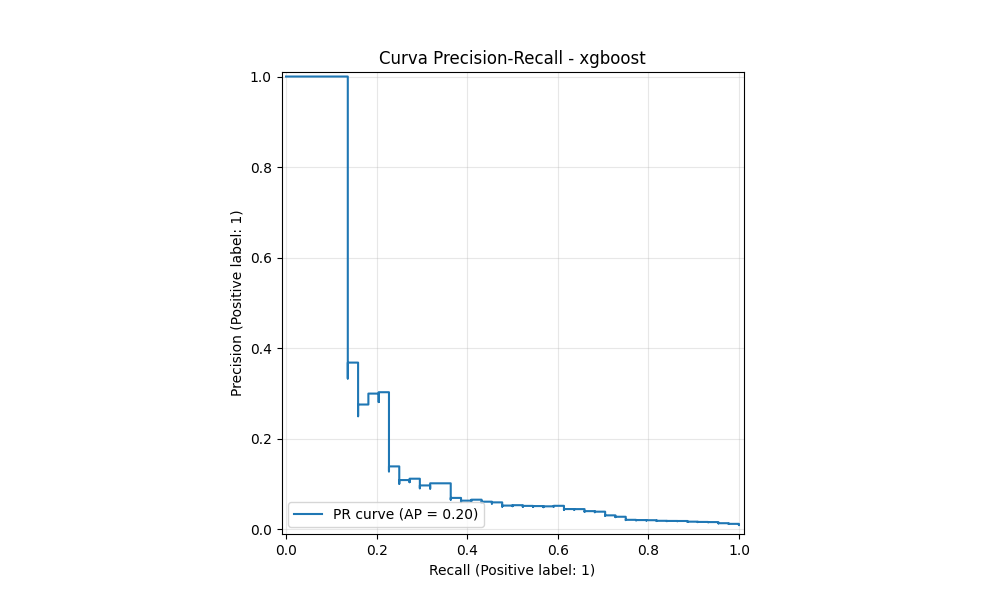 Curva Precision-Recall - xgboost
1.0
0.8
0.6
0.4
0.2
0.0
Precision (Positive label: 1)
PR curve (AP = 0.20)
0.0 0.2 0.4 0.6 0.8 1.0
Recall (Positive label: 1)